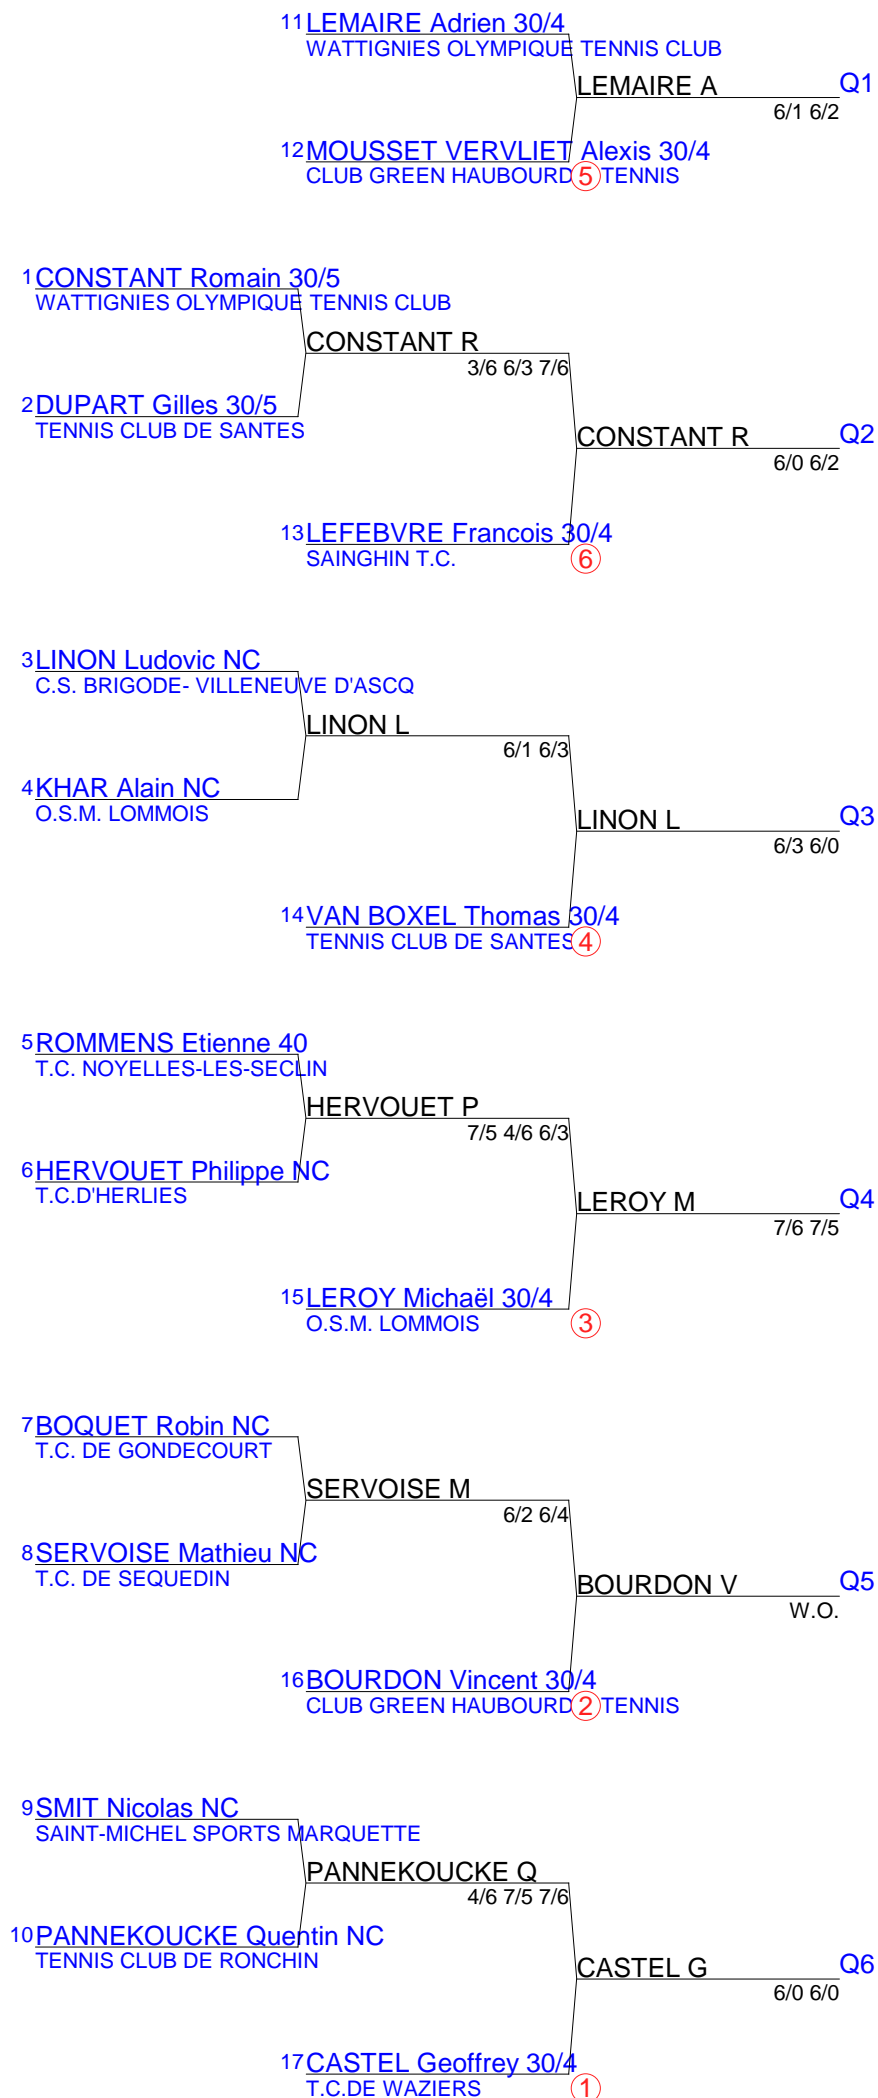 11 LEMAIRE Adrien 30/4
WATTIGNIES OLYMPIQUE TENNIS CLUB
LEMAIRE A
Q1
6/1 6/2
12 MOUSSET VERVLIET Alexis 30/4
CLUB GREEN HAUBOURD 5 TENNIS
1 CONSTANT Romain 30/5
WATTIGNIES OLYMPIQUE TENNIS CLUB
CONSTANT R
3/6 6/3 7/6
2 DUPART Gilles 30/5
TENNIS CLUB DE SANTES
CONSTANT R
Q2
6/0 6/2
13 LEFEBVRE Francois 30/4
SAINGHIN T.C.
6
3 LINON Ludovic NC
C.S. BRIGODE- VILLENEUVE D'ASCQ
LINON L
6/1 6/3
4 KHAR Alain NC
O.S.M. LOMMOIS
LINON L
Q3
6/3 6/0
14 VAN BOXEL Thomas 30/4
TENNIS CLUB DE SANTES 4
5 ROMMENS Etienne 40
T.C. NOYELLES-LES-SECLIN
HERVOUET P
7/5 4/6 6/3
6 HERVOUET Philippe NC
T.C.D'HERLIES
LEROY M
Q4
7/6 7/5
15 LEROY Michaël 30/4
O.S.M. LOMMOIS
3
7 BOQUET Robin NC
T.C. DE GONDECOURT
SERVOISE M
6/2 6/4
8 SERVOISE Mathieu NC
T.C. DE SEQUEDIN
BOURDON V
Q5
W.O.
16 BOURDON Vincent 30/4
CLUB GREEN HAUBOURD 2 TENNIS
9 SMIT Nicolas NC
SAINT-MICHEL SPORTS MARQUETTE
PANNEKOUCKE Q
4/6 7/5 7/6
10 PANNEKOUCKE Quentin NC
TENNIS CLUB DE RONCHIN
CASTEL G
Q6
6/0 6/0
17 CASTEL Geoffrey 30/4
T.C.DE WAZIERS
1